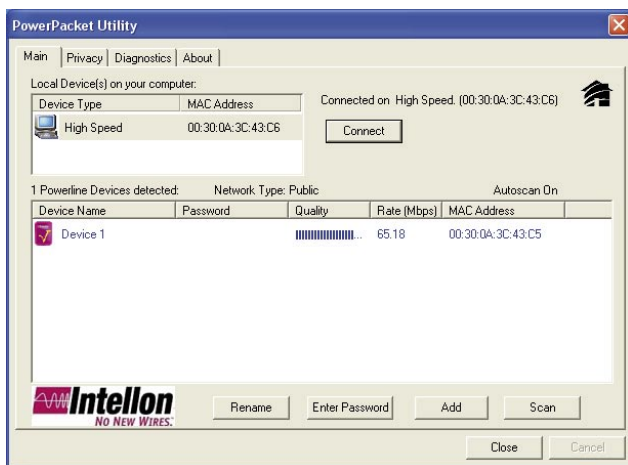 PowerPacket Utility
Main Privacy Diagnostics About
Local Device(s) on your computer:
Device Type MAC Address
High Speed 00:30:0A:3C:43:C6
Connected on High Speed. (00:30:0A:3C:43:C6)
Connect
1 Powerline Devices detected: Network Type: Public Autoscan On
Device Name Password Quality Rate (Mbps) MAC Address
Device 1 65.18 00:30:0A:3C:43:C5
Intellon
NO NEW WIRES.
Rename Enter Password Add Scan
Close Cancel